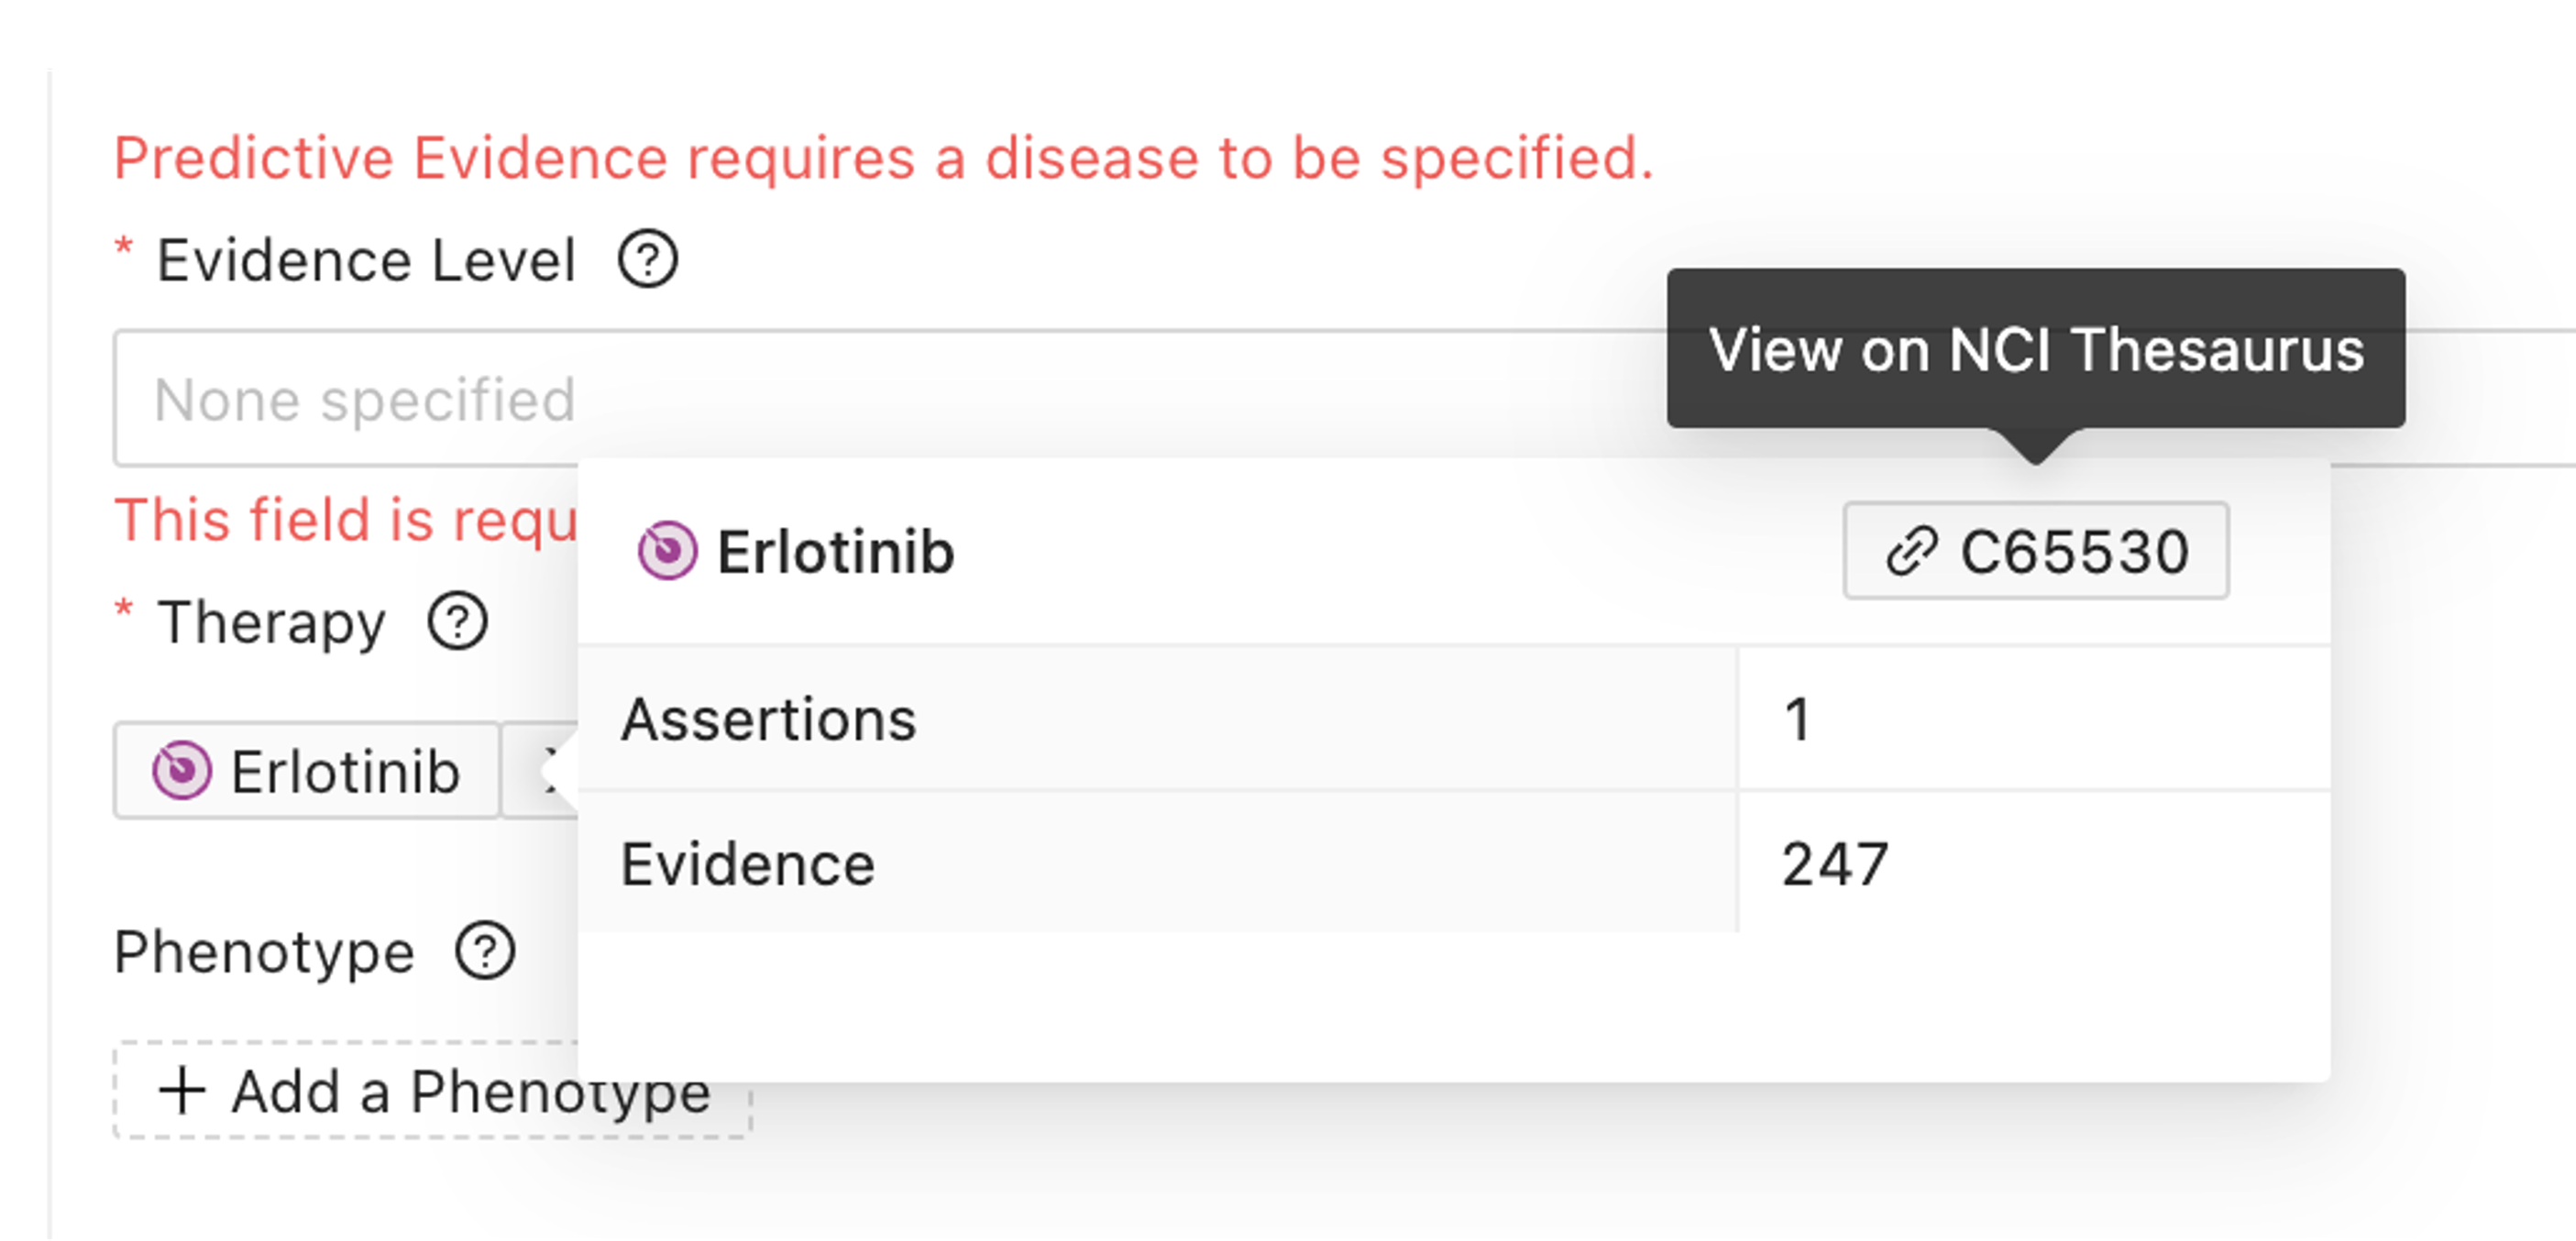 Predictive Evidence requires a disease to be specified.
* Evidence Level ?
View on NCI Thesaurus
None specified
This field is
Erlotinib C65530
* Therapy ?
Assertions 1
Erlotinib
Evidence 247
Phenotype ?
+ Add a Phenotype